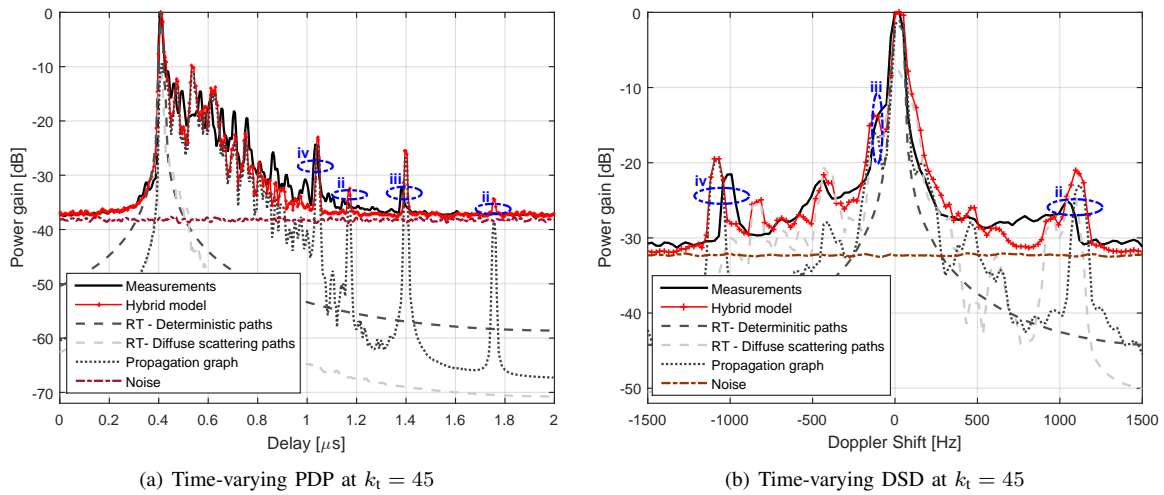 0
-10
-20
-30
-40
-50
-60
-70
Power gain [dB]
iv
ii
iii
ii
Measurements
Hybrid model
RT - Deterministic paths
RT- Diffuse scattering paths
Propagation graph
Noise
0 0.2 0.4 0.6 0.8 1.0 1.2 1.4 1.6 1.8 2.0
Delay [μs]
(a) Time-varying PDP at kt = 45
0
-10
-20
-30
-40
-50
Power gain [dB]
iii
iv
ii
Measurements
Hybrid model
RT- Determinitic paths
RT - Diffuse scattering paths
Propagation graph
Noise
-1500 -1000 -500 0 500 1000 1500
Doppler Shift [Hz]
(b) Time-varying DSD at kt = 45